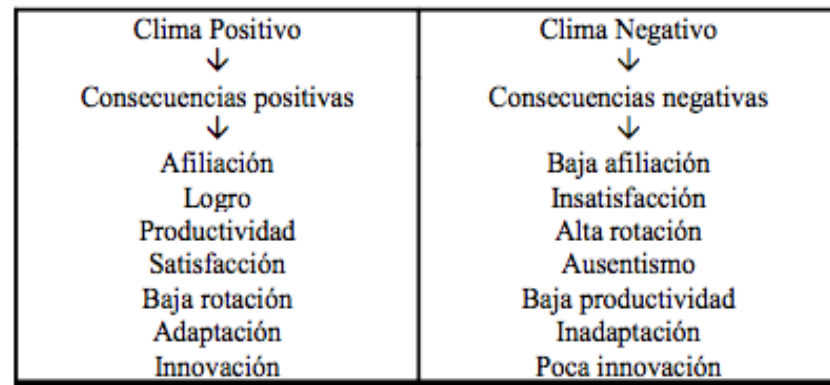 Clima Positivo
↓
Consecuencias positivas
↓
Afiliación
Logro
Productividad
Satisfacción
Baja rotación
Adaptación
Innovación
Clima Negativo
↓
Consecuencias negativas
↓
Baja afiliación
Insatisfacción
Alta rotación
Ausentismo
Baja productividad
Inadaptación
Poca innovación